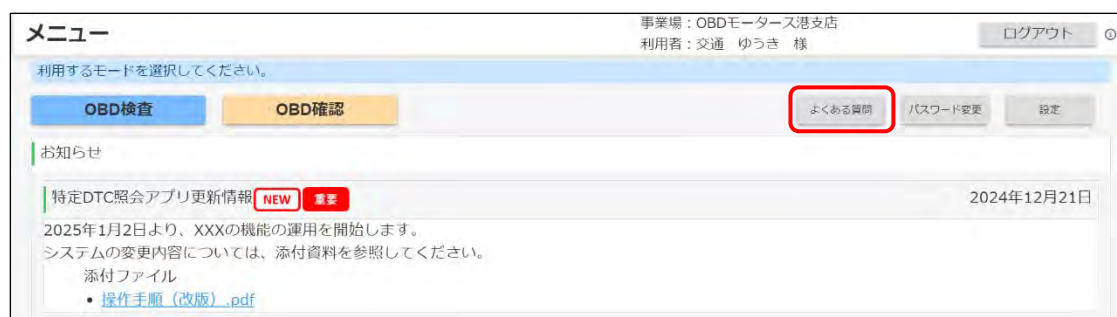 メニュー
事業場：OBDモータース港支店
利用者：交通 ゆうき 様
ログアウト
利用するモードを選択してください。
OBD検査
OBD確認
よくある質問
パスワード変更
設定
お知らせ
特定DTC照会アプリ更新情報 NEW 重要
2024年12月21日
2025年1月2日より、XXXの機能の運用を開始します。
システムの変更内容については、添付資料を参照してください。
添付ファイル
• 操作手順（改版）.pdf